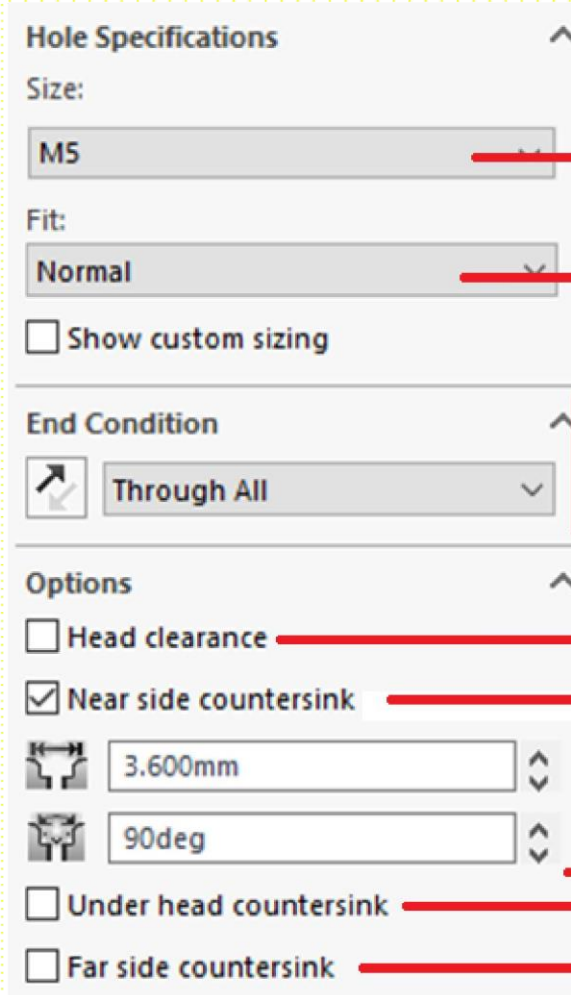 Hole Specifications
Size:
M5
Fit:
Normal
Show custom sizing
End Condition
Through All
Options
Head clearance
Near side countersink
3.600mm
90deg
Under head countersink
Far side countersink